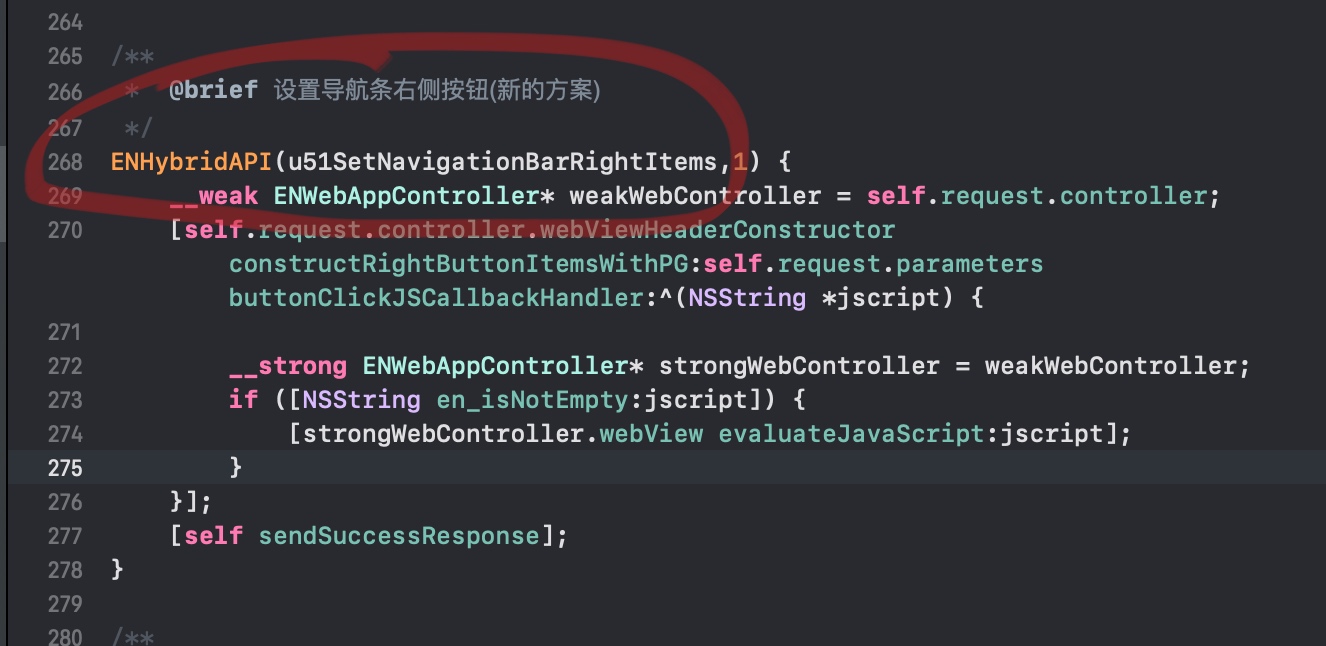 264
265 /**
266 * @brief 设置导航条右侧按钮(新的方案)
267 */
268 ENHybridAPI(u51SetNavigationBarRightItems,1) {
269 __weak ENWebAppController* weakWebController = self.request.controller;
270 [self.request.controller.webViewHeaderConstructor
constructRightButtonItemsWithPG:self.request.parameters
buttonClickJSCallbackHandler:^(NSString *jscript) {
271
272 __strong ENWebAppController* strongWebController = weakWebController;
273 if ([NSString en_isNotEmpty:jscript]) {
274 [strongWebController.webView evaluateJavaScript:jscript];
275 }
276 }];
277 [self sendSuccessResponse];
278 }
279
280 /**